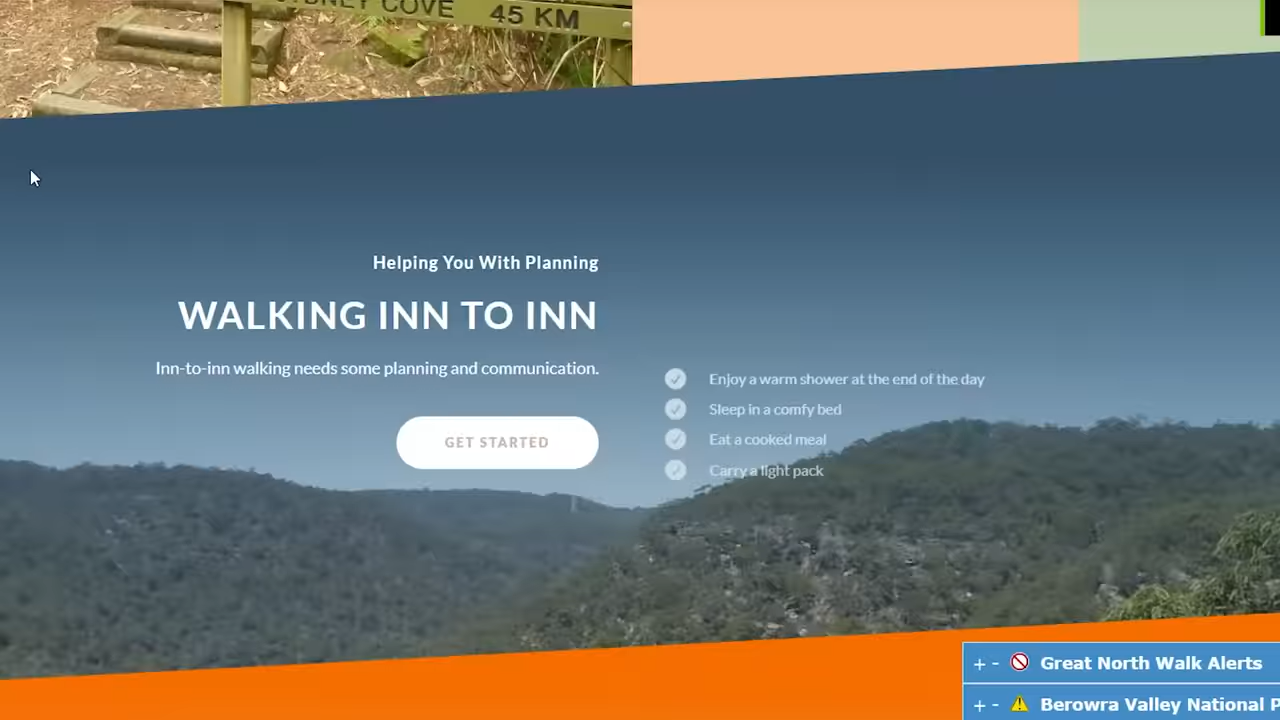 COVE 45 KM
Helping You With Planning
WALKING INN TO INN
Inn-to-inn walking needs some planning and communication.
GET STARTED
Enjoy a warm shower at the end of the day
Sleep in a comfy bed
Eat a cooked meal
Carry a light pack
+ - Great North Walk Alerts
+ - Berowra Valley National P